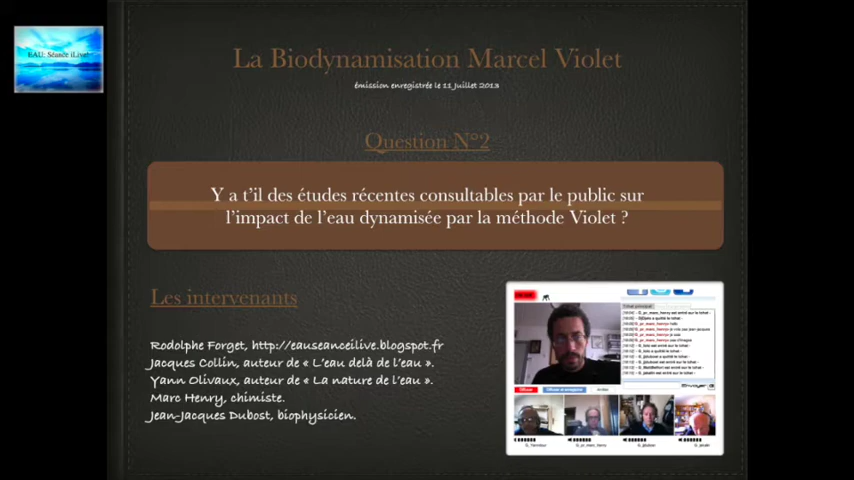 EAU: Séance iLive!
La Biodynamisation Marcel Violet
émission enregistrée le 11 Juillet 2013
Question N°2
Y a t'il des études récentes consultables par le public sur
l'impact de l'eau dynamisée par la méthode Violet ?
Les intervenants
Rodolphe Forget, http://eauseanceilive.blogspot.fr
Jacques Collin, auteur de « L'eau delà de l'eau ».
Yann Olivaux, auteur de « La nature de l'eau ».
Marc Henry, chimiste.
Jean-Jacques Dubost, biophysicien.
Envoyer